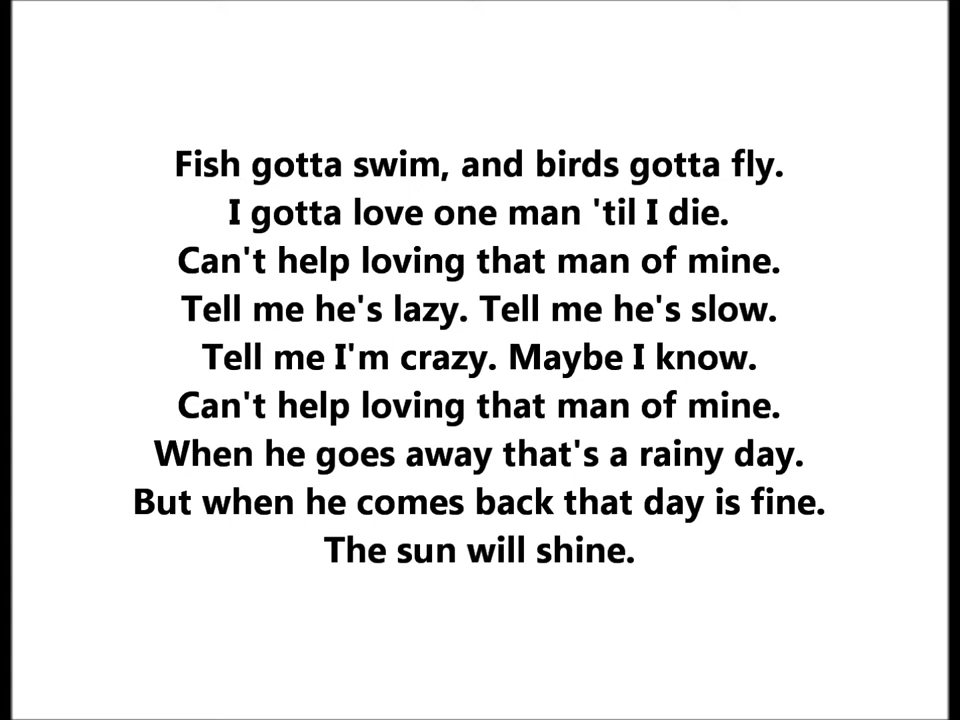 Fish gotta swim, and birds gotta fly.
I gotta love one man 'til I die.
Can't help loving that man of mine.
Tell me he's lazy. Tell me he's slow.
Tell me I'm crazy. Maybe I know.
Can't help loving that man of mine.
When he goes away that's a rainy day.
But when he comes back that day is fine.
The sun will shine.